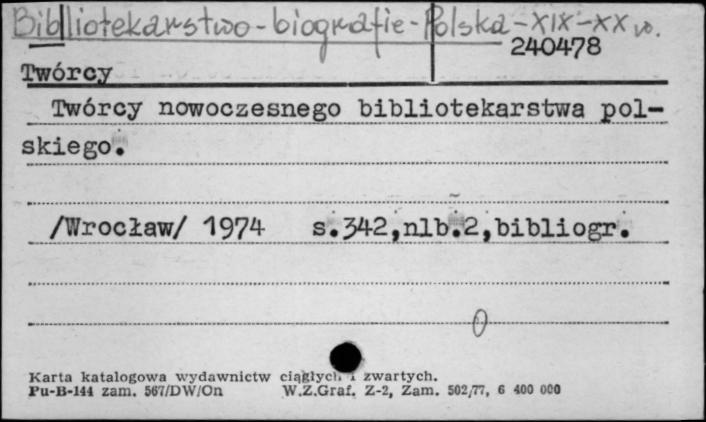 Bibliotekarstwo - biografie - Polska - XIX-XX w.
240478
Twórcy
Twórcy nowoczesnego bibliotekarstwa pol-
skiego.
/Wrocław/ 1974 s.342,nlb.2,bibliogr.
0
Karta katalogowa wydawnictw ciągłych i zwartych.
Pu-B-144 zam. 567/DW/On W.Z.Graf. Z-2, Zam. 502/77, 6 400 000